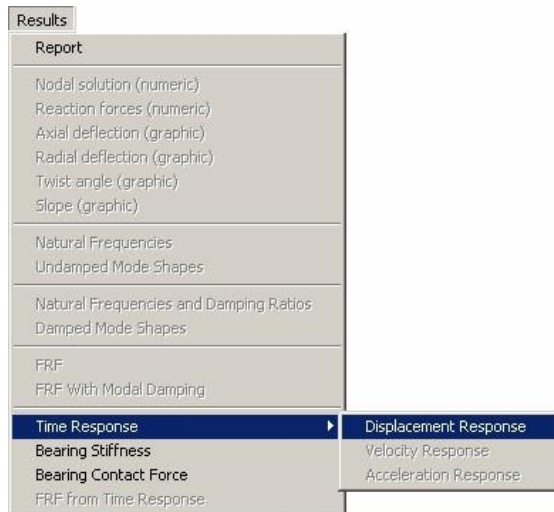 Results
Report
Nodal solution (numeric)
Reaction forces (numeric)
Axial deflection (graphic)
Radial deflection (graphic)
Twist angle (graphic)
Slope (graphic)
Natural Frequencies
Undamped Mode Shapes
Natural Frequencies and Damping Ratios
Damped Mode Shapes
FRF
FRF With Modal Damping
Time Response
Displacement Response
Bearing Stiffness
Velocity Response
Bearing Contact Force
Acceleration Response
FRF from Time Response